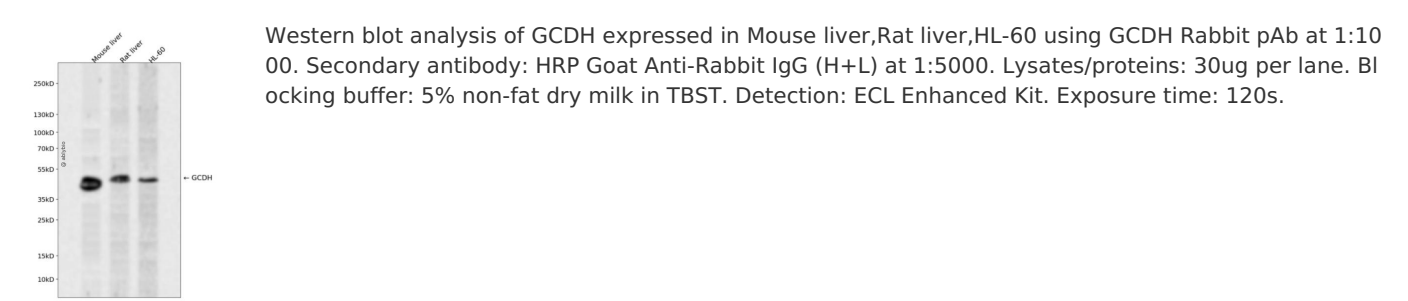 Mouse liver
Rat liver
HL-60
250kD
130kD
100kD
70kD
55kD
35kD
25kD
15kD
10kD
← GCDH
Western blot analysis of GCDH expressed in Mouse liver,Rat liver,HL-60 using GCDH Rabbit pAb at 1:10
00. Secondary antibody: HRP Goat Anti-Rabbit IgG (H+L) at 1:5000. Lysates/proteins: 30ug per lane. Bl
ocking buffer: 5% non-fat dry milk in TBST. Detection: ECL Enhanced Kit. Exposure time: 120s.